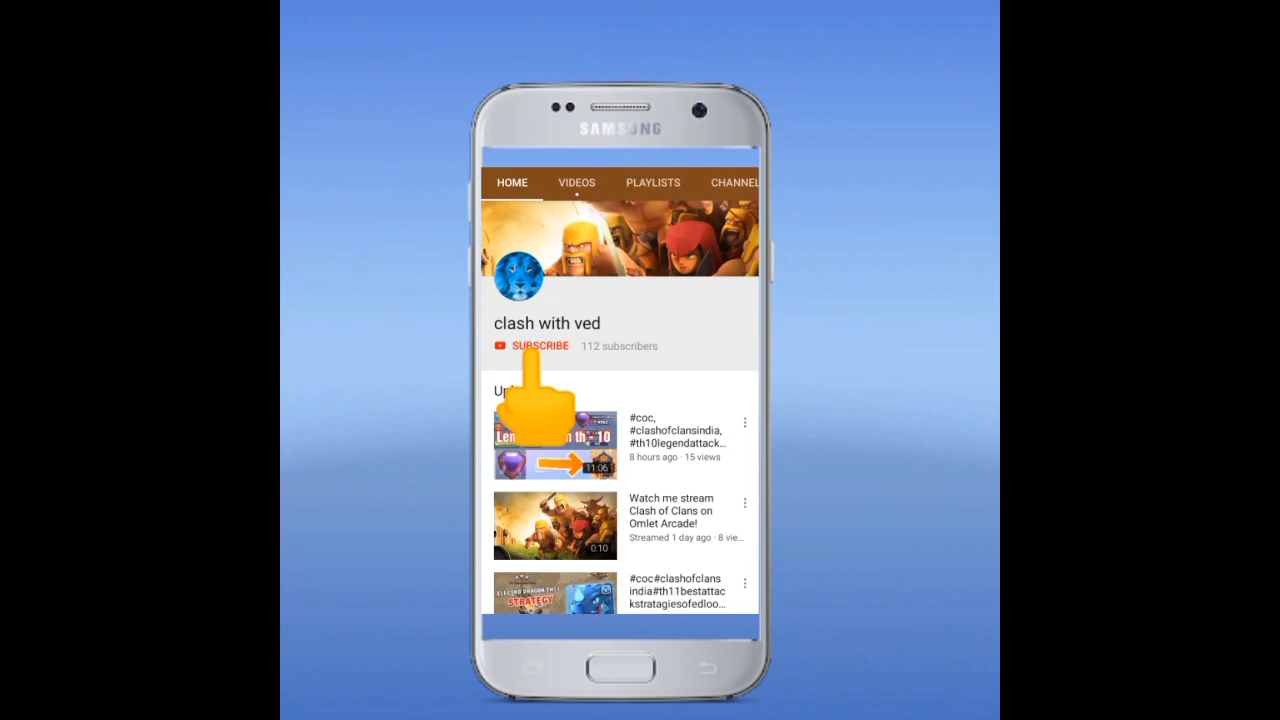 SAMSUNG
HOME VIDEOS PLAYLISTS CHANNEL
clash with ved
SUBSCRIBE 112 subscribers
#coc,
#clashofclansindia,
#th10legendattack...
8 hours ago · 15 views
11:06
Watch me stream
Clash of Clans on
Omlet Arcade!
Streamed 1 day ago · 8 vie...
0:10
#coc#clashofclans
india#th11bestattac
kstratagiesofedloo...
STRATEGY